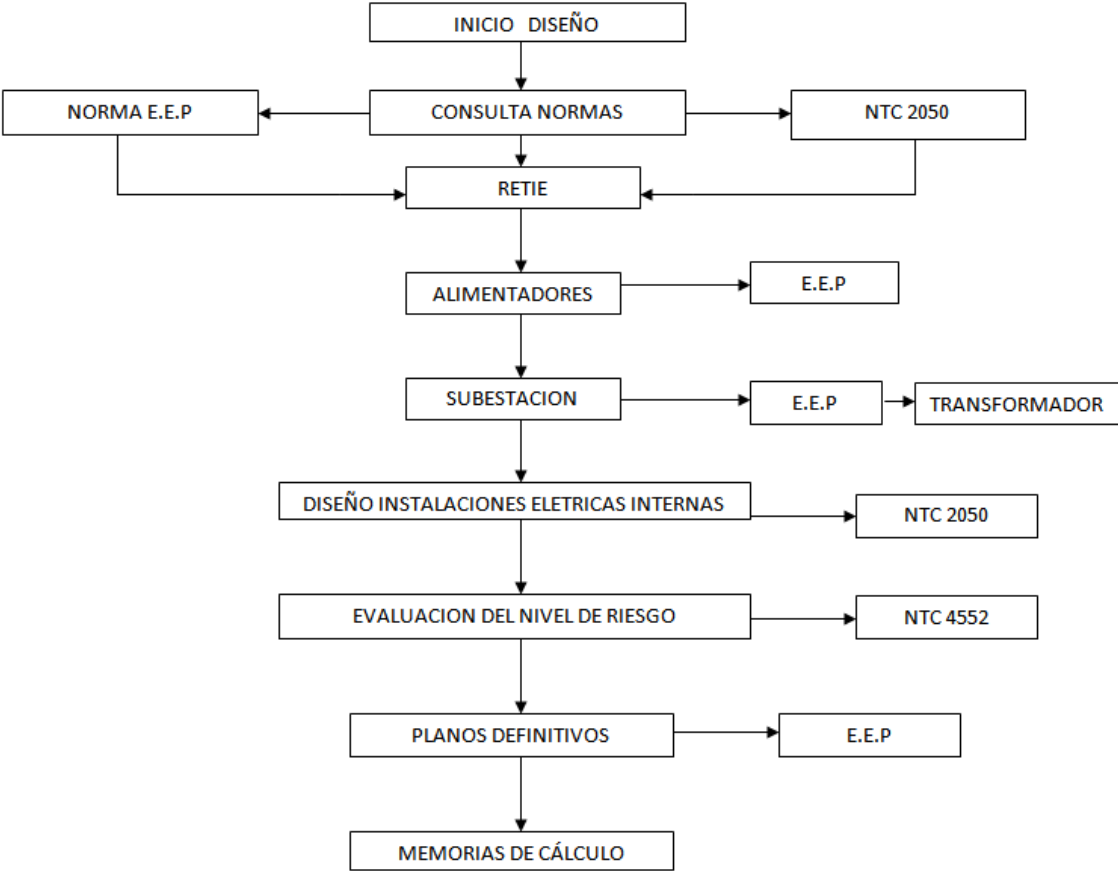 INICIO DISEÑO
NORMA E.E.P
CONSULTA NORMAS
NTC 2050
RETIE
ALIMENTADORES
E.E.P
SUBESTACION
E.E.P
TRANSFORMADOR
DISEÑO INSTALACIONES ELETRICAS INTERNAS
NTC 2050
EVALUACION DEL NIVEL DE RIESGO
NTC 4552
PLANOS DEFINITIVOS
E.E.P
MEMORIAS DE CÁLCULO